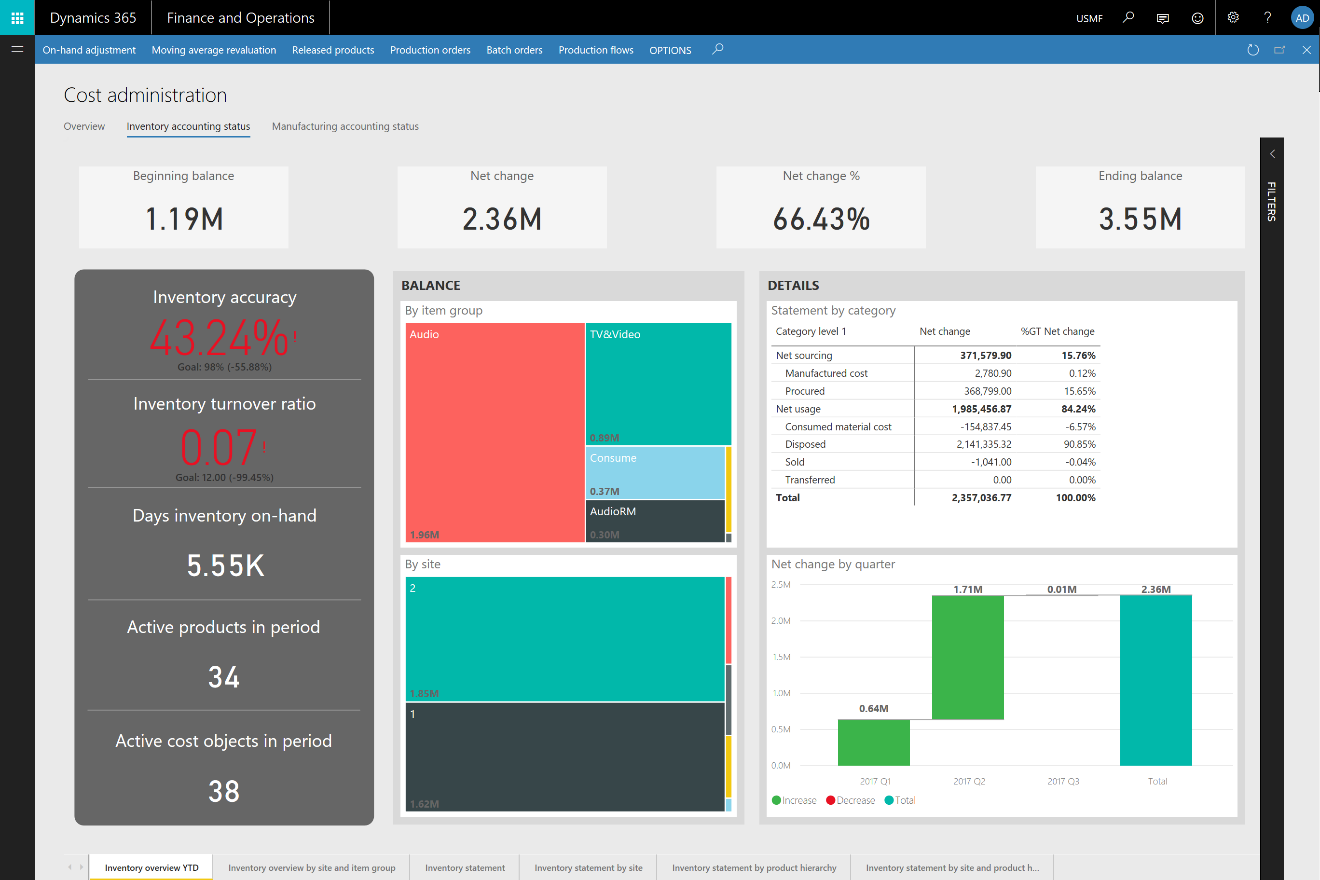 Dynamics 365 Finance and Operations USMF ? AD
On-hand adjustment Moving average revaluation Released products Production orders Batch orders Production flows OPTIONS
Cost administration
Overview Inventory accounting status Manufacturing accounting status
FILTERS
Beginning balance
1.19M
Net change
2.36M
Net change %
66.43%
Ending balance
3.55M
Inventory accuracy
43.24%!
Goal: 98% (-55.88%)
Inventory turnover ratio
0.07!
Goal: 12.00 (-99.45%)
Days inventory on-hand
5.55K
Active products in period
34
Active cost objects in period
38
BALANCE
By item group
Audio
1.96M
TV&Video
0.89M
Consume
0.37M
AudioRM
0.30M
By site
2
1.85M
1
1.62M
DETAILS
Statement by category
Category level 1 Net change %GT Net change
Net sourcing 371,579.90 15.76%
Manufactured cost 2,780.90 0.12%
Procured 368,799.00 15.65%
Net usage 1,985,456.87 84.24%
Consumed material cost -154,837.45 -6.57%
Disposed 2,141,335.32 90.85%
Sold -1,041.00 -0.04%
Transferred 0.00 0.00%
Total 2,357,036.77 100.00%
Net change by quarter
2.5M
1.71M 0.01M 2.36M
2.0M
1.5M
1.0M
0.64M
0.5M
0.0M
2017 Q1 2017 Q2 2017 Q3 Total
Increase Decrease Total
Inventory overview YTD Inventory overview by site and item group Inventory statement Inventory statement by site Inventory statement by product hierarchy Inventory statement by site and product h...